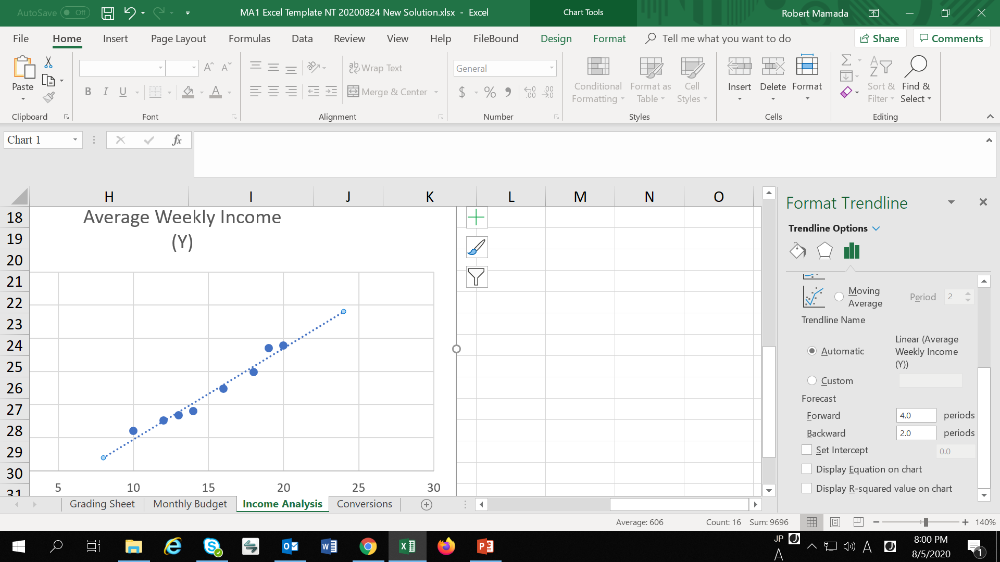 AutoSave Off
MA1 Excel Template NT 20200824 New Solution.xlsx - Excel
Chart Tools
Robert Mamada
File Home Insert Page Layout Formulas Data Review View Help FileBound Design Format Tell me what you want to do Share Comments
Paste
Clipboard
B I U A
Font
ab Wrap Text
Merge & Center
Alignment
General
$ % 9 .00 .00
Number
Conditional Formatting
Format as Table
Cell Styles
Styles
Insert Delete Format
Cells
Sort & Filter
Find & Select
Editing
Chart 1
fx
H I J K L M N O
18
19
20
21
22
23
24
25
26
27
28
29
30
31
Average Weekly Income
(Y)
5 10 15 20 25 30
Format Trendline
Trendline Options
Moving
Average
Period 2
Trendline Name
Automatic
Linear (Average
Weekly Income
(Y))
Custom
Forecast
Forward 4.0 periods
Backward 2.0 periods
Set Intercept 0.0
Display Equation on chart
Display R-squared value on chart
Grading Sheet Monthly Budget Income Analysis Conversions
Average: 606 Count: 16 Sum: 9696 140%
JP
A
A
8:00 PM
8/5/2020
1